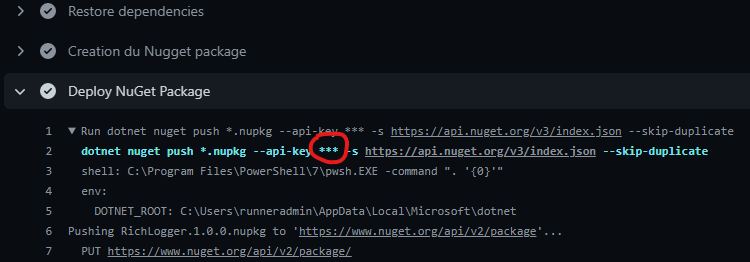 Restore dependencies
Creation du Nugget package
Deploy NuGet Package
1 Run dotnet nuget push *.nupkg --api-key *** -s https://api.nuget.org/v3/index.json --skip-duplicate
2 dotnet nuget push *.nupkg --api-key *** -s https://api.nuget.org/v3/index.json --skip-duplicate
3 shell: C:\Program Files\PowerShell\7\pwsh.EXE -command ". '{0}'"
4 env:
5 DOTNET_ROOT: C:\Users\runneradmin\AppData\Local\Microsoft\dotnet
6 Pushing RichLogger.1.0.0.nupkg to 'https://www.nuget.org/api/v2/package'...
7 PUT https://www.nuget.org/api/v2/package/